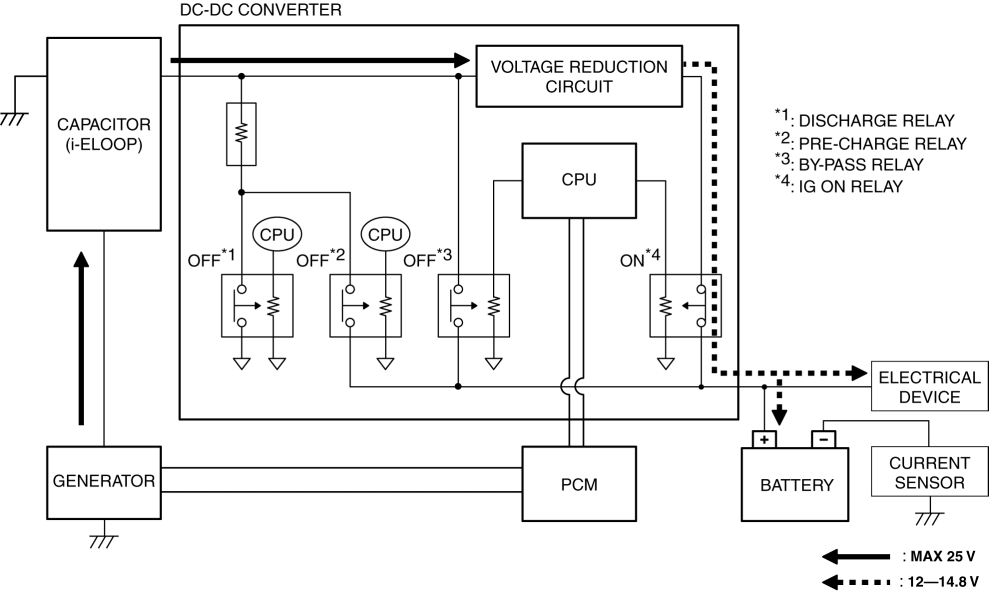 DC-DC CONVERTER
VOLTAGE REDUCTION
CIRCUIT
CAPACITOR
(i-ELOOP)
*1: DISCHARGE RELAY
*2: PRE-CHARGE RELAY
*3: BY-PASS RELAY
*4: IG ON RELAY
CPU
CPU
CPU
OFF*1
OFF*2
OFF*3
ON*4
ELECTRICAL
DEVICE
+
−
GENERATOR
PCM
BATTERY
CURRENT
SENSOR
: MAX 25 V
: 12—14.8 V